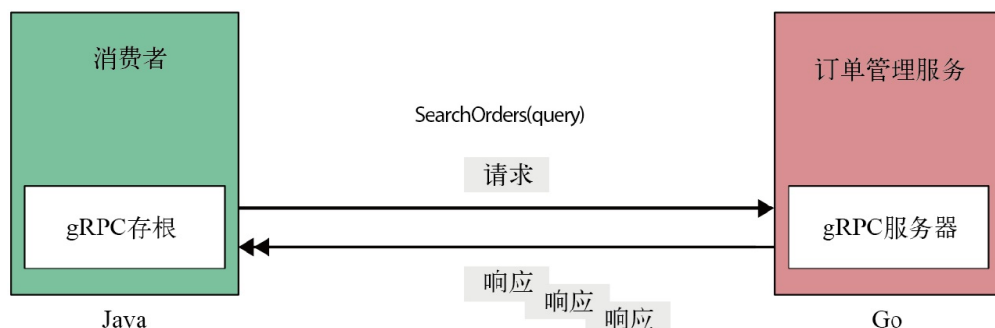 消费者
订单管理服务
SearchOrders(query)
请求
gRPC存根
gRPC服务器
响应
响应
响应
Java
Go